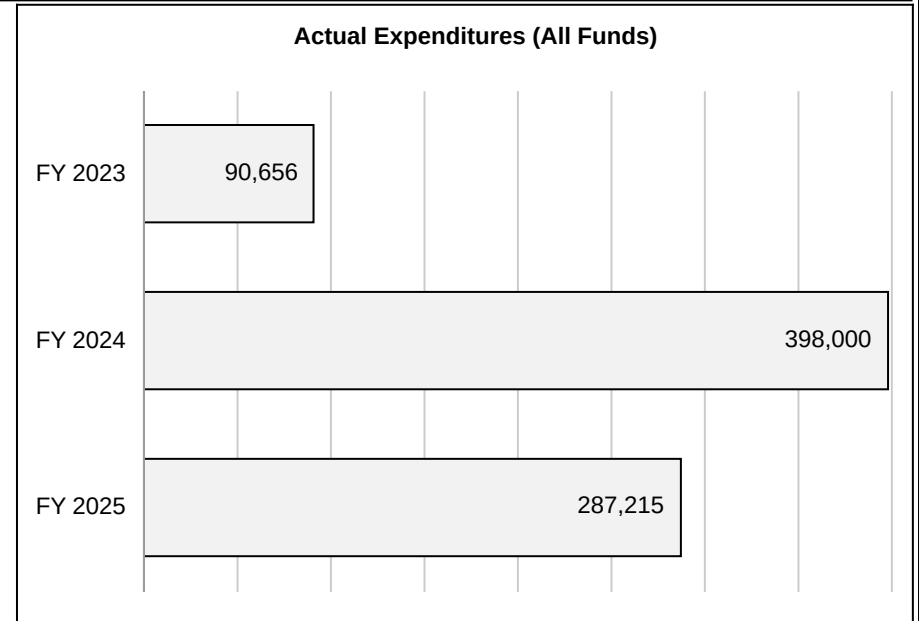 Actual Expenditures (All Funds)
FY 2023 90,656
FY 2024 398,000
FY 2025 287,215